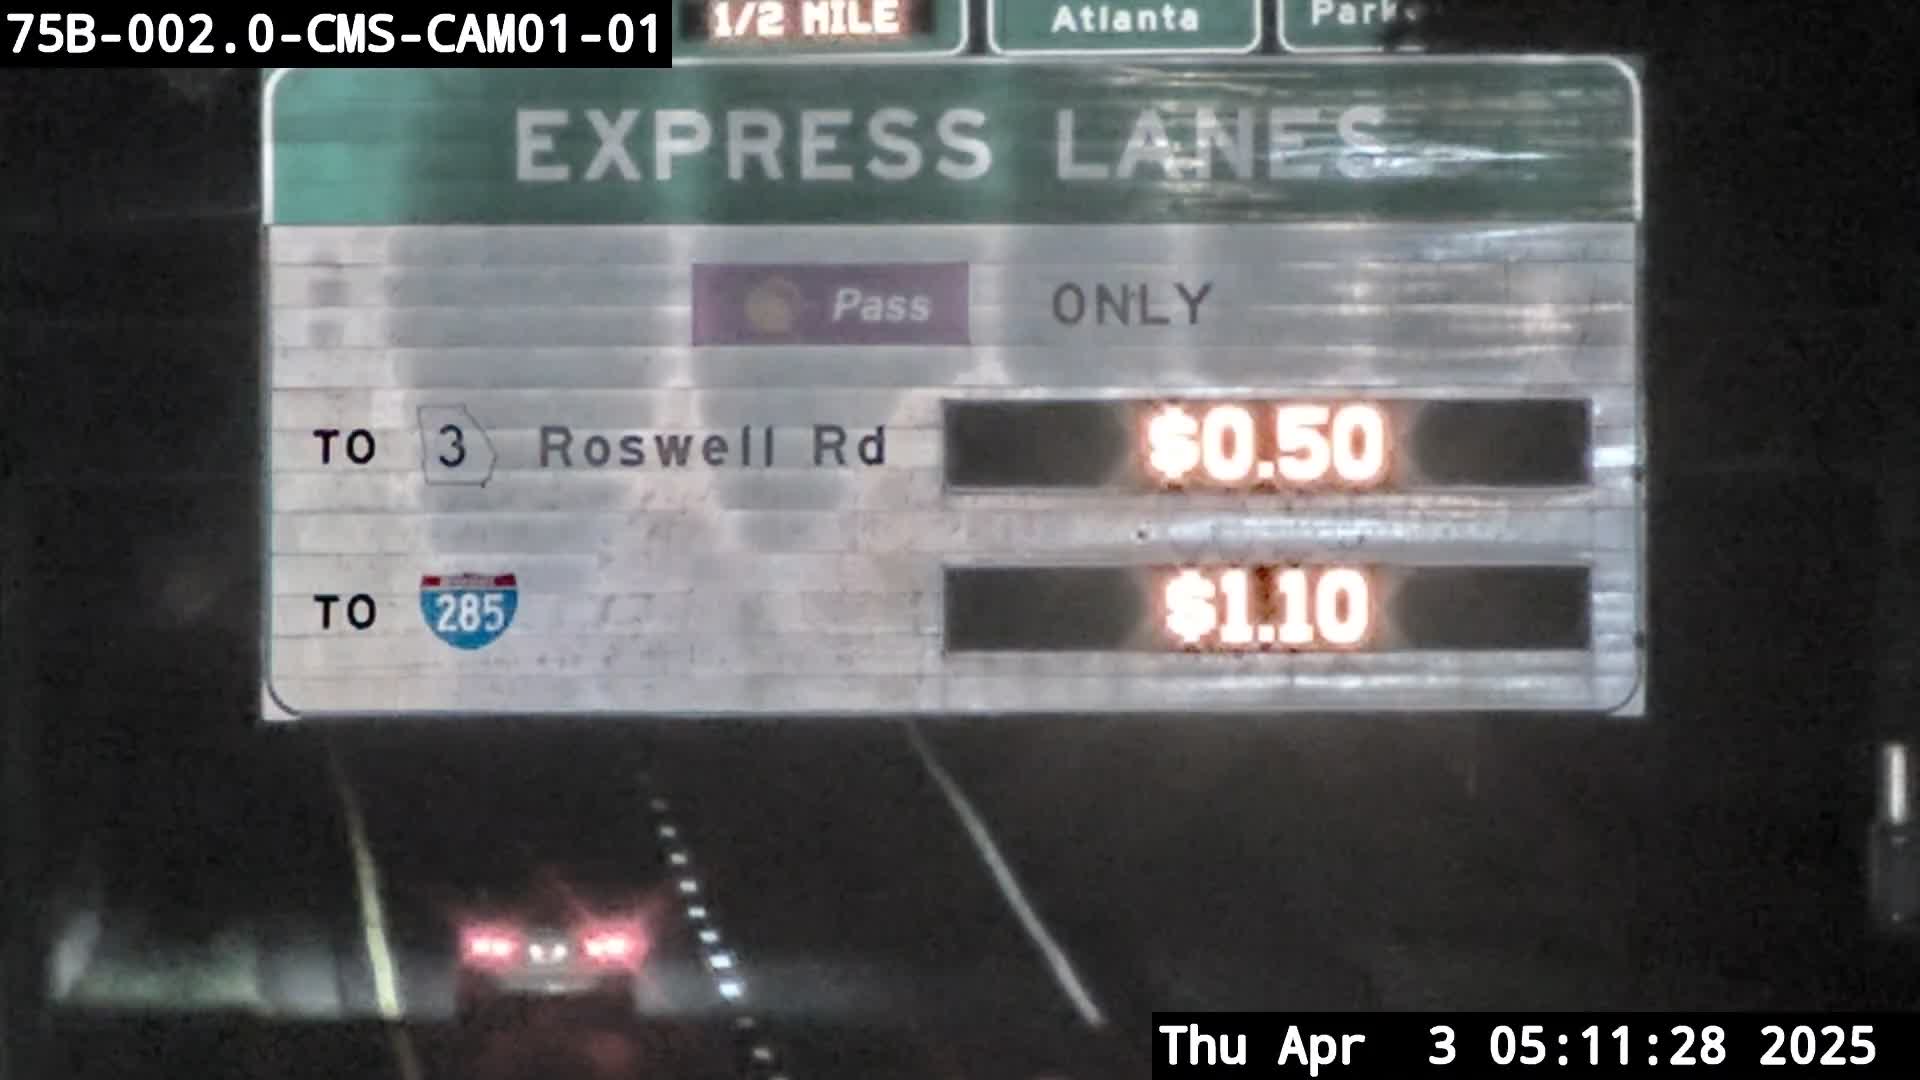 75B-002.0-CMS-CAM01-01
1/2 MILE
Atlanta
Park
EXPRESS LANES
Pass ONLY
TO 3 Roswell Rd $0.50
TO 285 $1.10
Thu Apr 3 05:11:28 2025